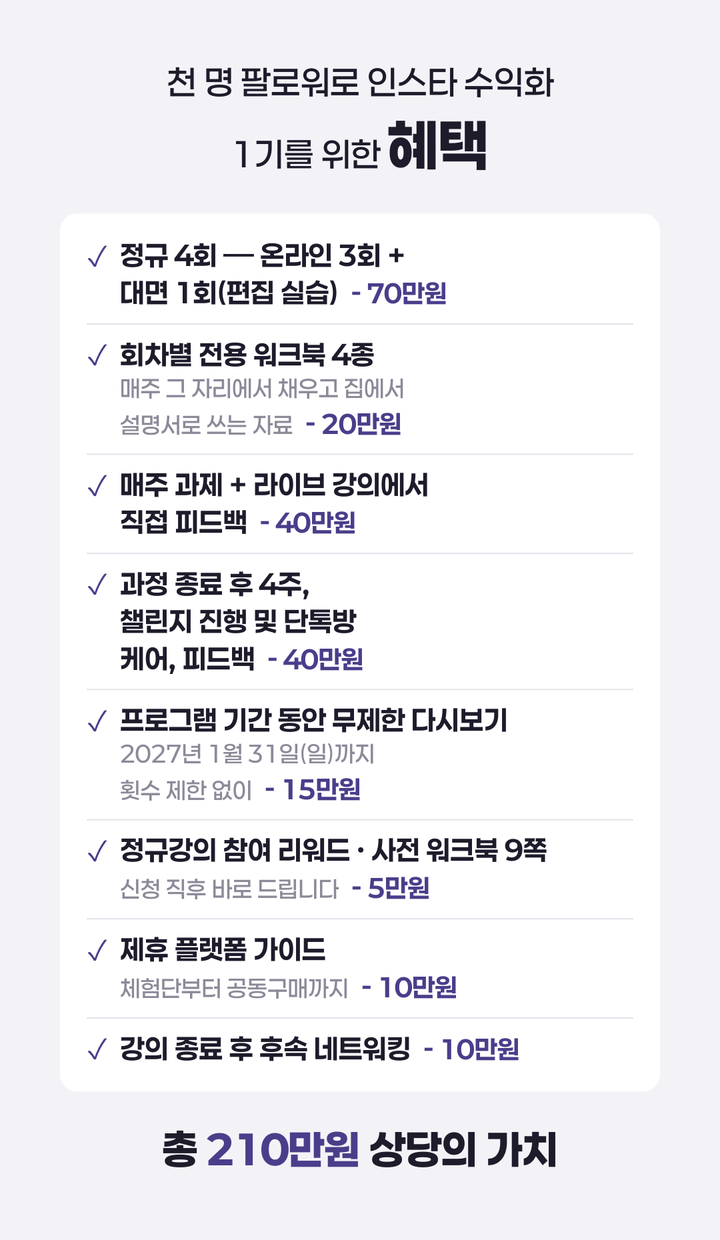 천 명 팔로워로 인스타 수익화
1기를 위한 혜택
✓ 정규 4회 — 온라인 3회 +
대면 1회(편집 실습) - 70만원
✓ 회차별 전용 워크북 4종
매주 그 자리에서 채우고 집에서
설명서로 쓰는 자료 - 20만원
✓ 매주 과제 + 라이브 강의에서
직접 피드백 - 40만원
✓ 과정 종료 후 4주,
챌린지 진행 및 단톡방
케어, 피드백 - 40만원
✓ 프로그램 기간 동안 무제한 다시보기
2027년 1월 31일(일)까지
횟수 제한 없이 - 15만원
✓ 정규강의 참여 리워드 · 사전 워크북 9쪽
신청 직후 바로 드립니다 - 5만원
✓ 제휴 플랫폼 가이드
체험단부터 공동구매까지 - 10만원
✓ 강의 종료 후 후속 네트워킹 - 10만원
총 210만원 상당의 가치